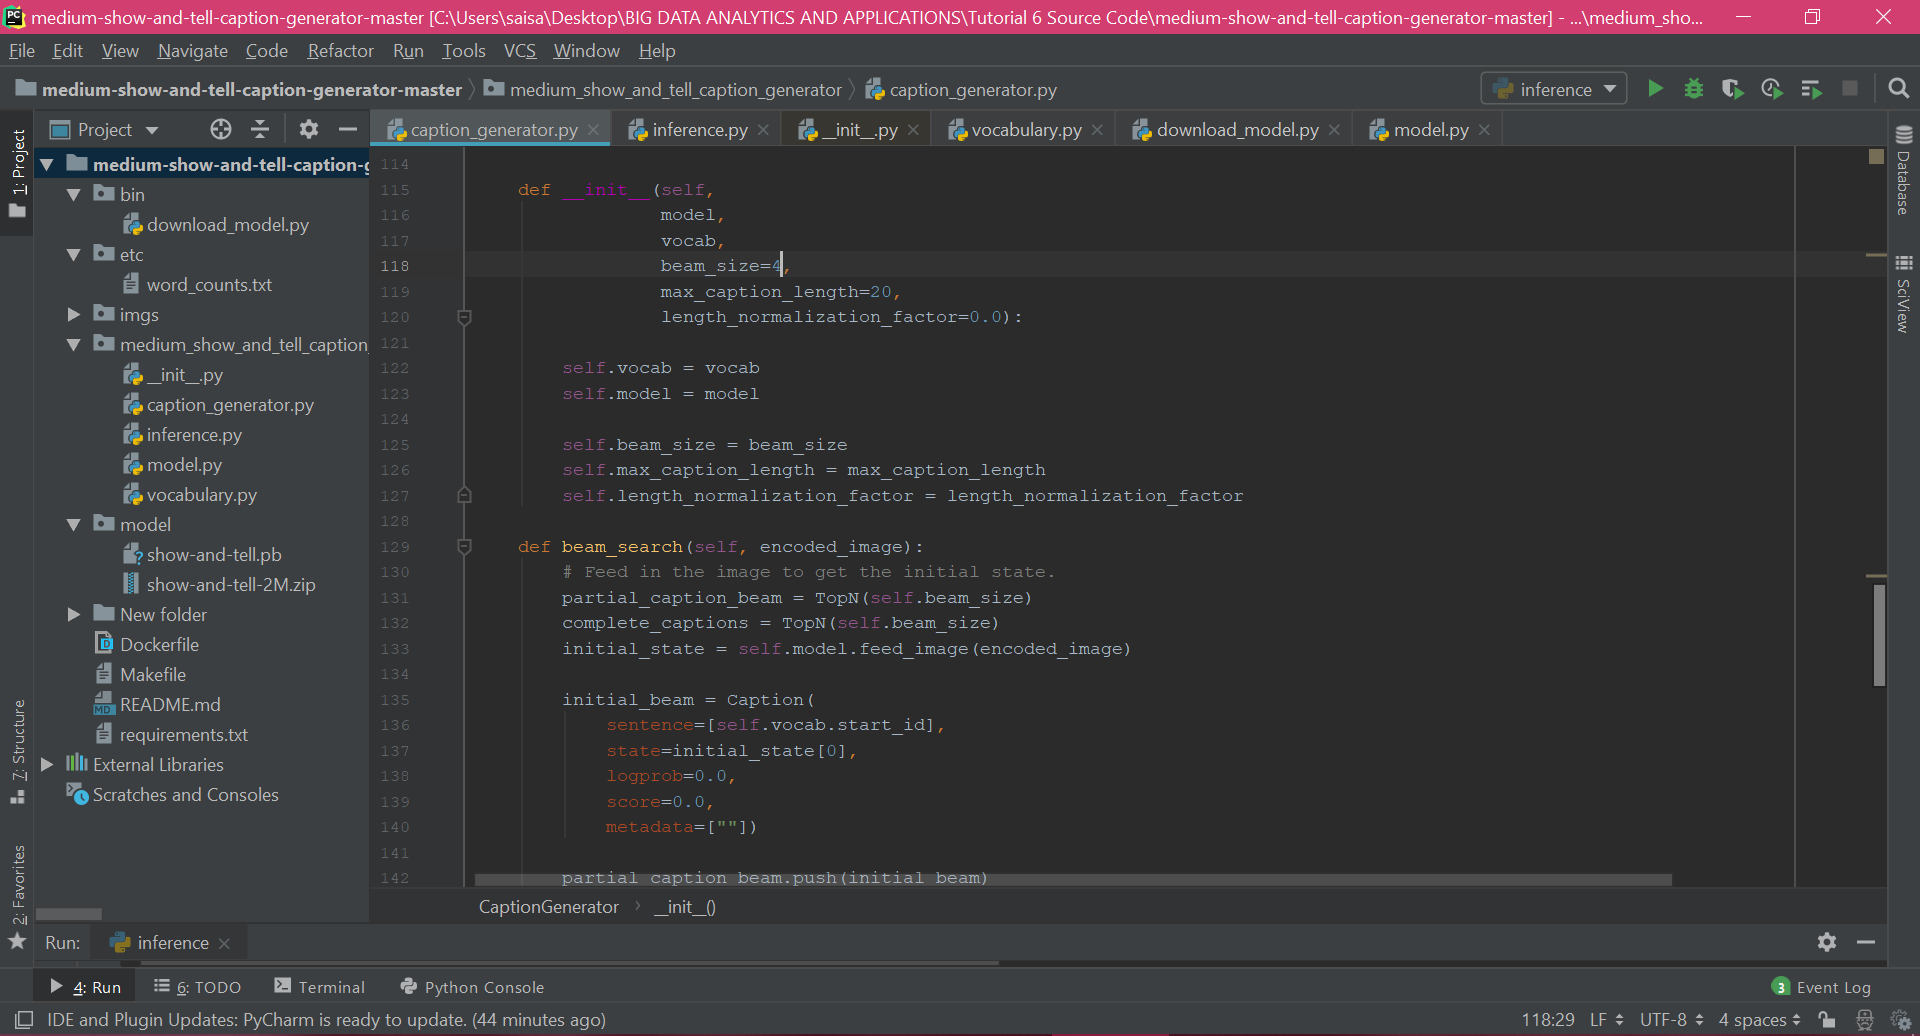 PC medium-show-and-tell-caption-generator-master [C:\Users\saisa\Desktop\BIG DATA ANALYTICS AND APPLICATIONS\Tutorial 6 Source Code\medium-show-and-tell-caption-generator-master] - ...\medium_sho...
File Edit View Navigate Code Refactor Run Tools VCS Window Help
medium-show-and-tell-caption-generator-master medium_show_and_tell_caption_generator caption_generator.py inference
Project caption_generator.py inference.py __init__.py vocabulary.py download_model.py model.py
1: Project
7: Structure
2: Favorites
medium-show-and-tell-caption-g
bin
download_model.py
etc
word_counts.txt
imgs
medium_show_and_tell_caption
__init__.py
caption_generator.py
inference.py
model.py
vocabulary.py
model
show-and-tell.pb
show-and-tell-2M.zip
New folder
Dockerfile
Makefile
MD README.md
requirements.txt
External Libraries
Scratches and Consoles
114
115 def __init__(self,
116 model,
117 vocab,
118 beam_size=4,
119 max_caption_length=20,
120 length_normalization_factor=0.0):
121
122 self.vocab = vocab
123 self.model = model
124
125 self.beam_size = beam_size
126 self.max_caption_length = max_caption_length
127 self.length_normalization_factor = length_normalization_factor
128
129 def beam_search(self, encoded_image):
130 # Feed in the image to get the initial state.
131 partial_caption_beam = TopN(self.beam_size)
132 complete_captions = TopN(self.beam_size)
133 initial_state = self.model.feed_image(encoded_image)
134
135 initial_beam = Caption(
136 sentence=[self.vocab.start_id],
137 state=initial_state[0],
138 logprob=0.0,
139 score=0.0,
140 metadata=[""])
141
142 partial_caption_beam.push(initial_beam)
CaptionGenerator __init__()
Database
SciView
Run: inference
4: Run 6: TODO Terminal Python Console 3 Event Log
IDE and Plugin Updates: PyCharm is ready to update. (44 minutes ago) 118:29 LF UTF-8 4 spaces